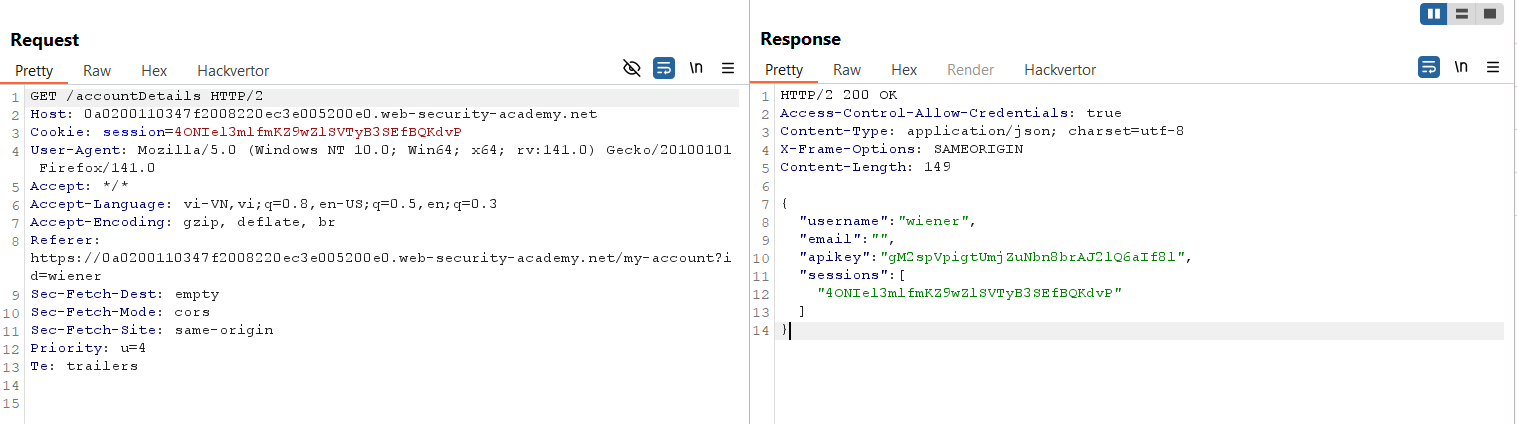 Request
Pretty Raw Hex Hackvertor \n
1 GET /accountDetails HTTP/2
2 Host: 0a0200110347f2008220ec3e005200e0.web-security-academy.net
3 Cookie: session=4ONIel3mlfmKZ9wZlSVTyB3SEfBQKdvP
4 User-Agent: Mozilla/5.0 (Windows NT 10.0; Win64; x64; rv:141.0) Gecko/20100101
Firefox/141.0
5 Accept: */*
6 Accept-Language: vi-VN,vi;q=0.8,en-US;q=0.5,en;q=0.3
7 Accept-Encoding: gzip, deflate, br
8 Referer:
https://0a0200110347f2008220ec3e005200e0.web-security-academy.net/my-account?i
d=wiener
9 Sec-Fetch-Dest: empty
10 Sec-Fetch-Mode: cors
11 Sec-Fetch-Site: same-origin
12 Priority: u=4
13 Te: trailers
14
15
Response
Pretty Raw Hex Render Hackvertor \n
1 HTTP/2 200 OK
2 Access-Control-Allow-Credentials: true
3 Content-Type: application/json; charset=utf-8
4 X-Frame-Options: SAMEORIGIN
5 Content-Length: 149
6
7 {
8 "username":"wiener",
9 "email":"",
10 "apikey":"gM2spVpigtUmjZuNbn8brAJ2lQ6aIf8l",
11 "sessions":[
12 "4ONIel3mlfmKZ9wZlSVTyB3SEfBQKdvP"
13 ]
14 }